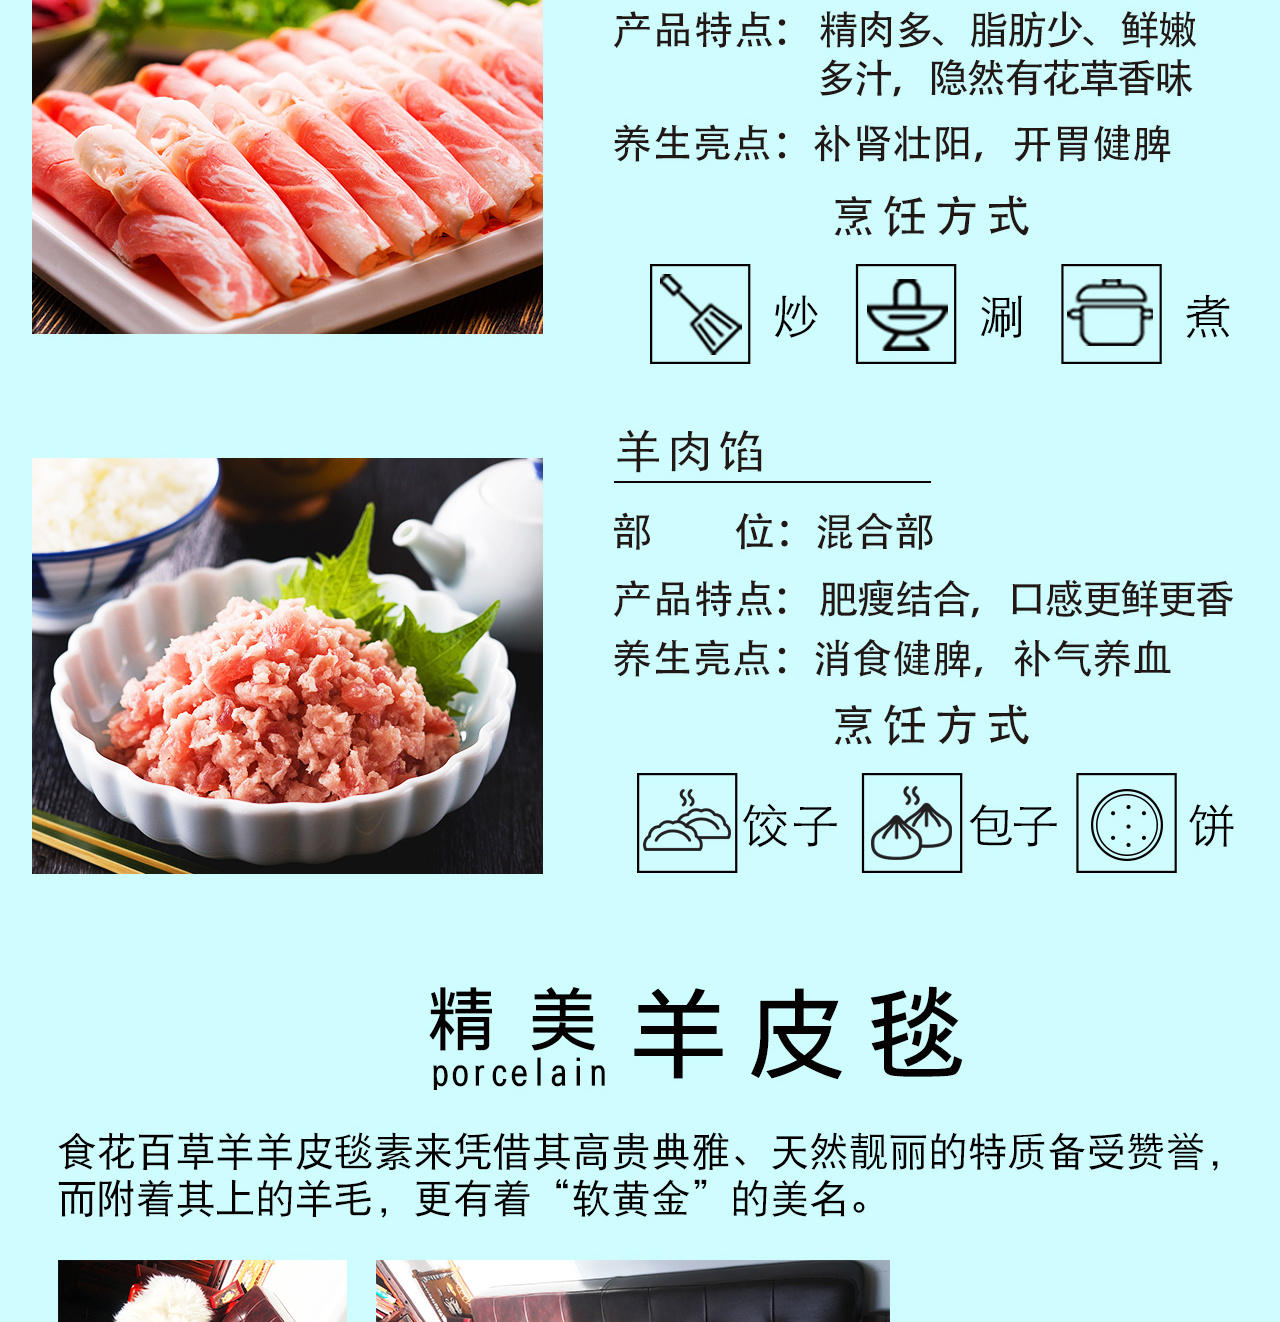 产品特点：精肉多、脂肪少、鲜嫩
多汁，隐然有花草香味
养生亮点：补肾壮阳，开胃健脾
烹饪方式
炒 涮 煮
羊肉馅
部 位：混合部
产品特点：肥瘦结合，口感更鲜更香
养生亮点：消食健脾，补气养血
烹饪方式
饺子 包子 饼
精美羊皮毯
porcelain
食花百草羊羊皮毯素来凭借其高贵典雅、天然靓丽的特质备受赞誉，
而附着其上的羊毛，更有着“软黄金”的美名。